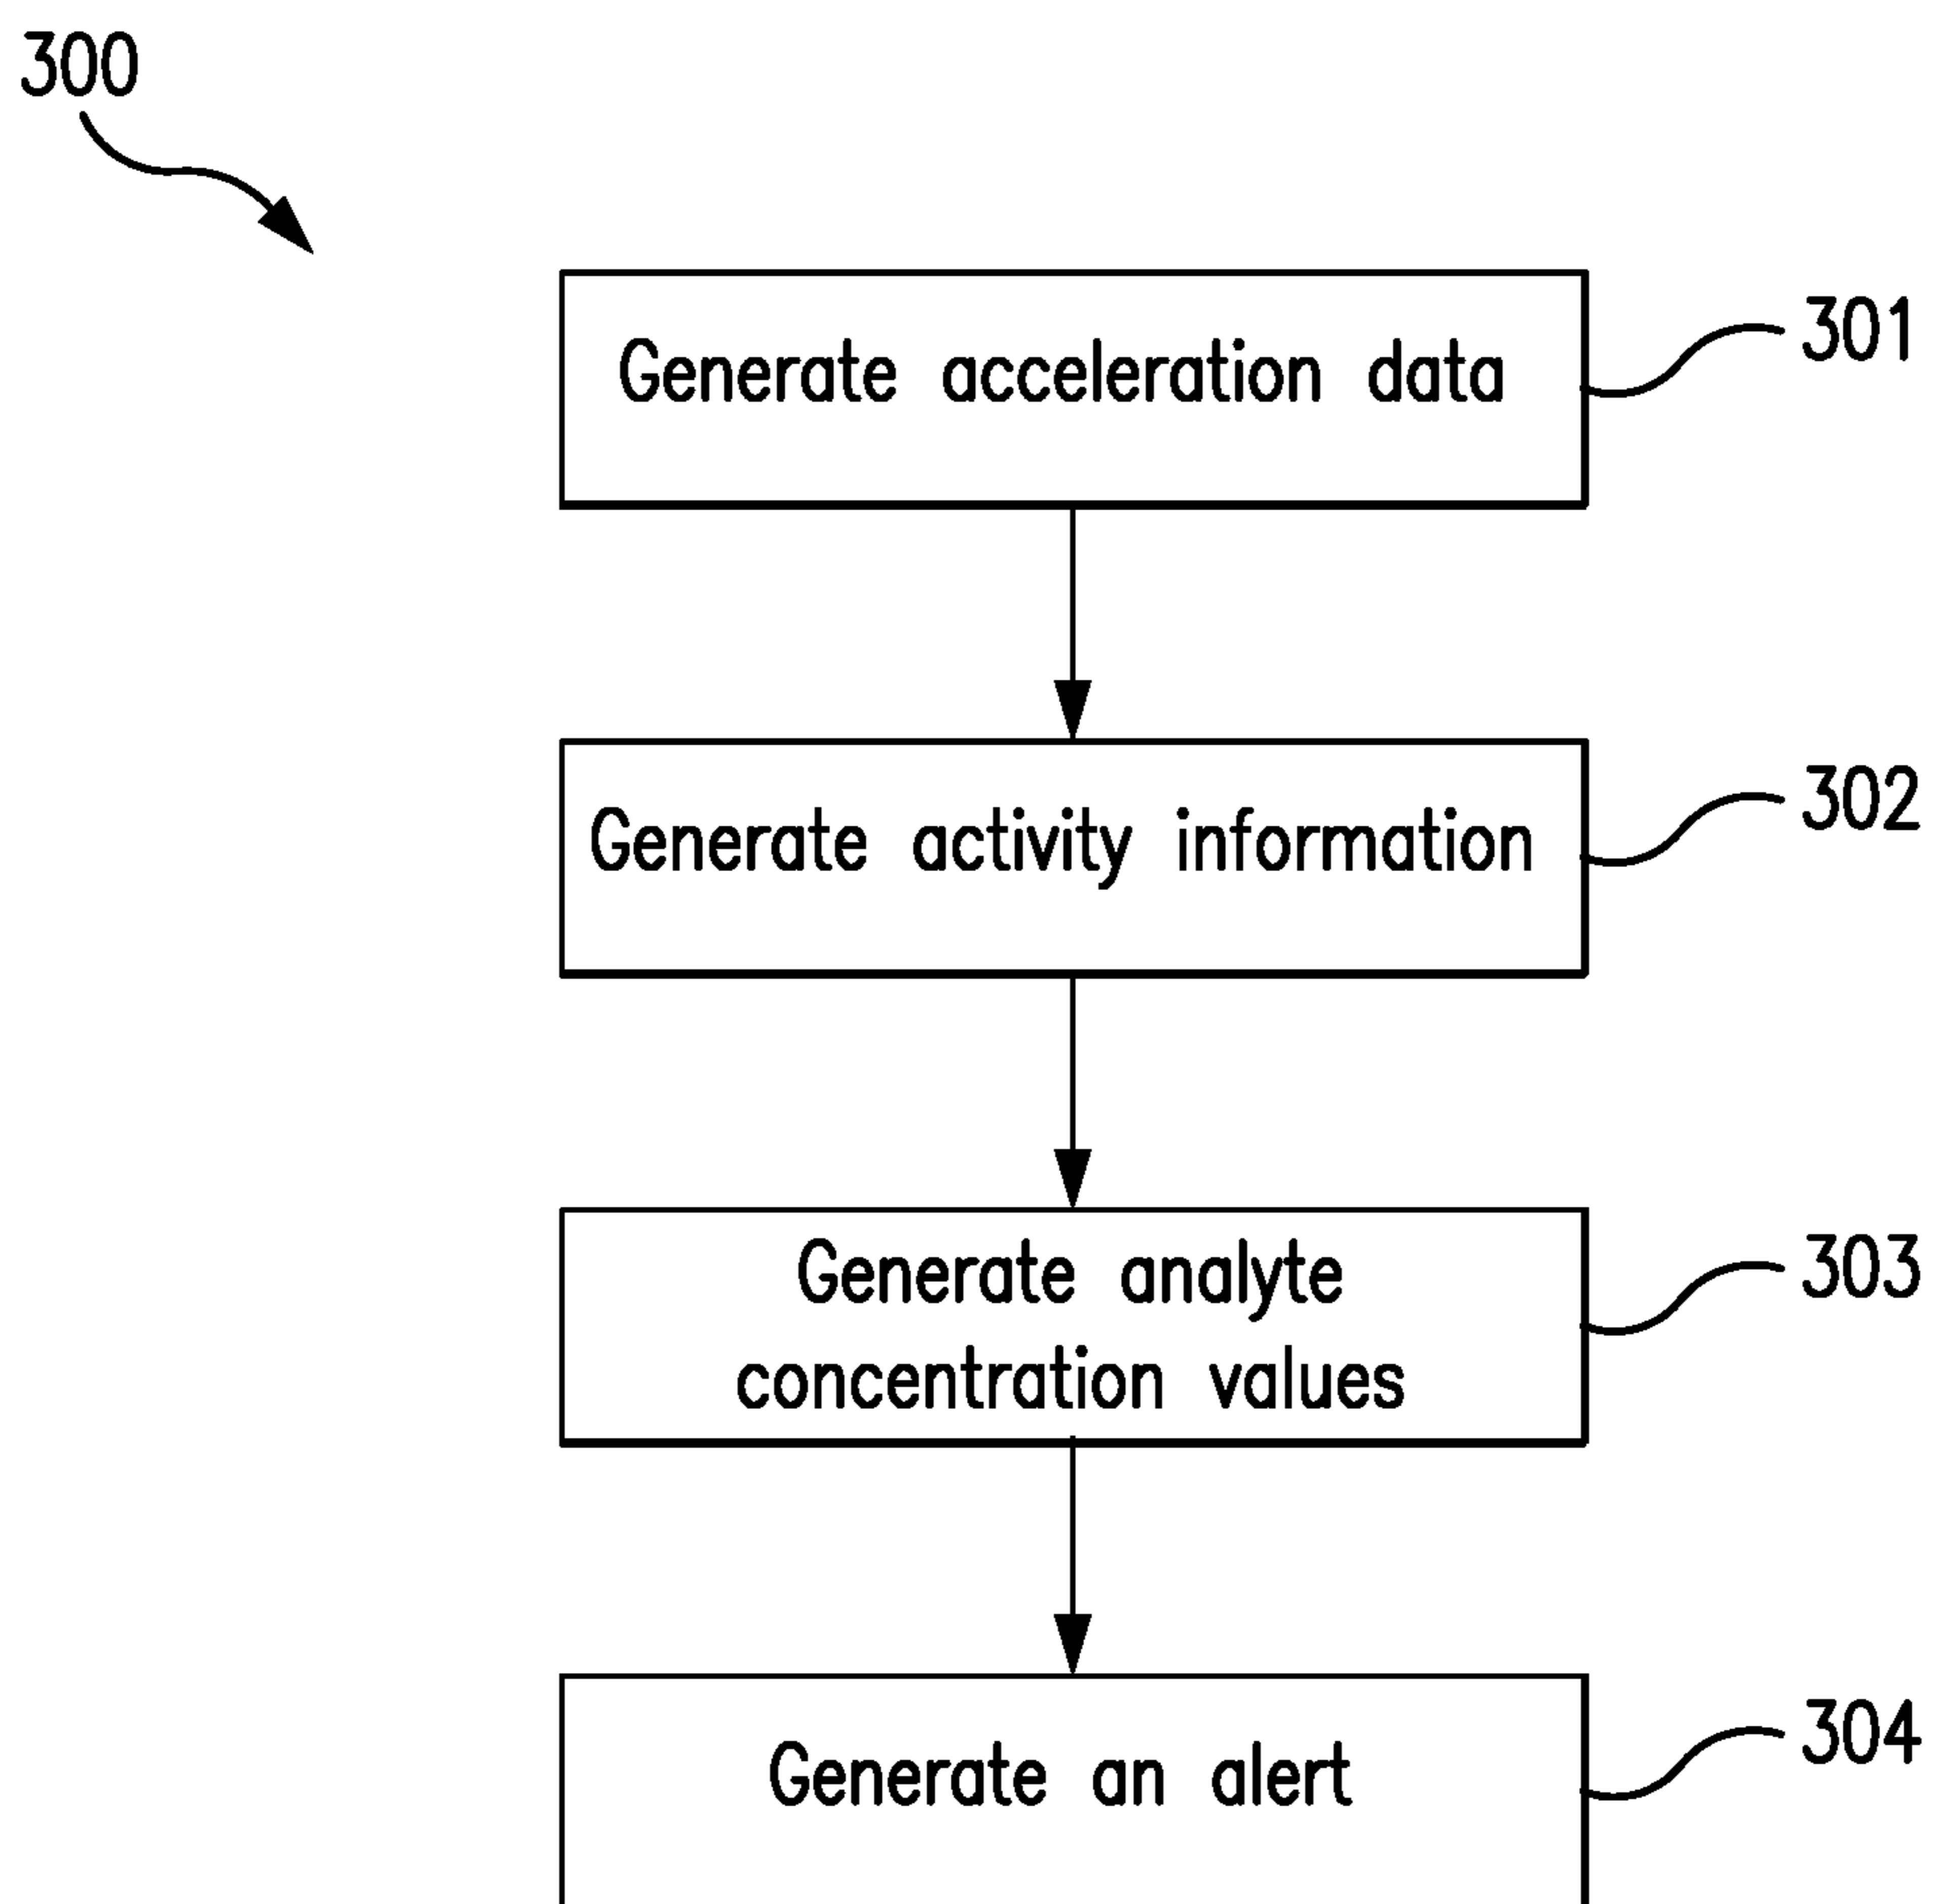 300
Generate acceleration data
301
Generate activity information
302
Generate analyte
concentration values
303
Generate an alert
304